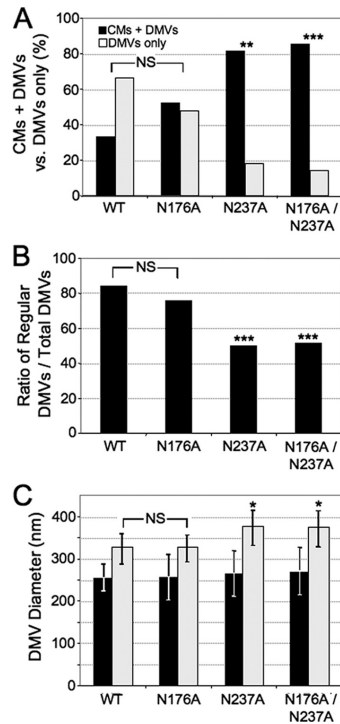 A
CMs + DMVs
vs. DMVs only (%)
100
80
60
40
20
0
CMs + DMVs
DMVs only
NS
**
***
WT
N176A
N237A
N176A /
N237A
B
Ratio of Regular
DMVs / Total DMVs
100
80
60
40
20
0
NS
***
***
WT
N176A
N237A
N176A /
N237A
C
DMV Diameter (nm)
400
300
200
100
0
NS
*
*
WT
N176A
N237A
N176A /
N237A